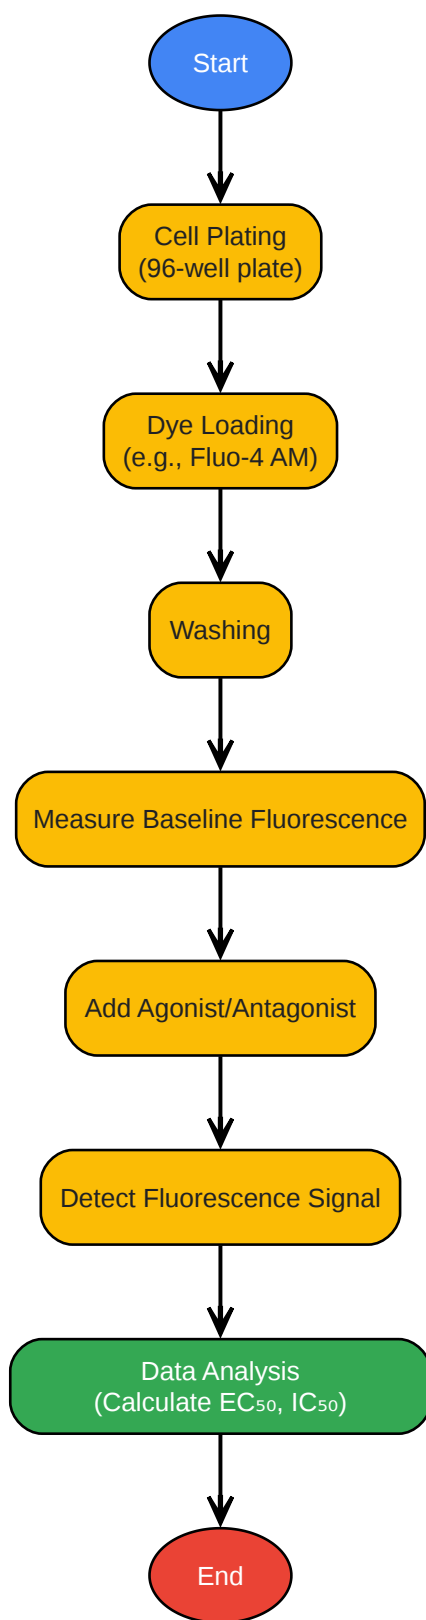 Start
Cell Plating
(96-well plate)
Dye Loading
(e.g., Fluo-4 AM)
Washing
Measure Baseline Fluorescence
Add Agonist/Antagonist
Detect Fluorescence Signal
Data Analysis
(Calculate EC₅₀, IC₅₀)
End